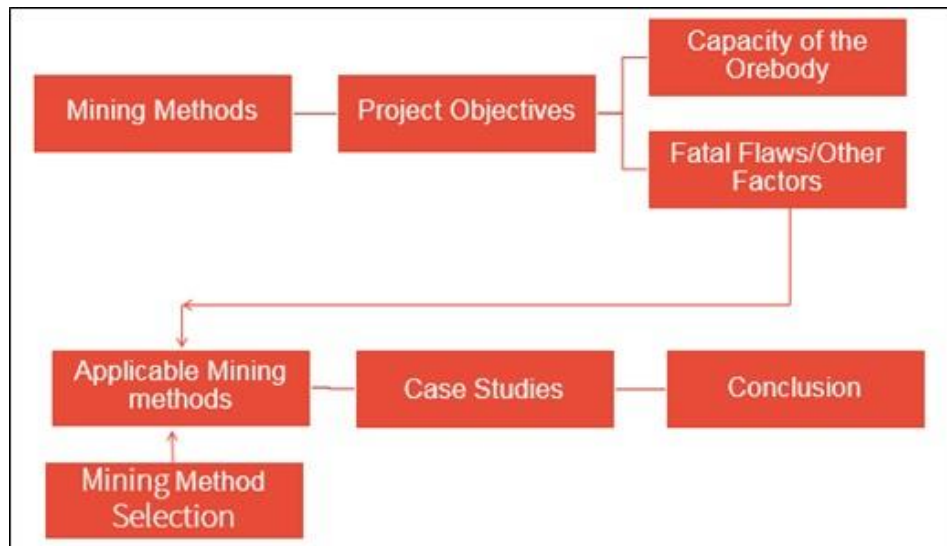 Capacity of the
Orebody
Mining Methods
Project Objectives
Fatal Flaws/Other
Factors
Applicable Mining
methods
Case Studies
Conclusion
Mining Method
Selection